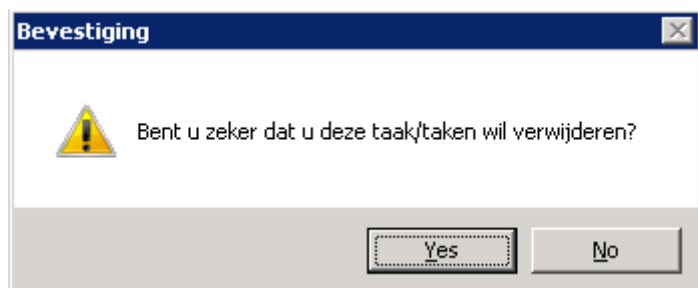 Bevestiging
Bent u zeker dat u deze taak/taken wil verwijderen?
Yes
No